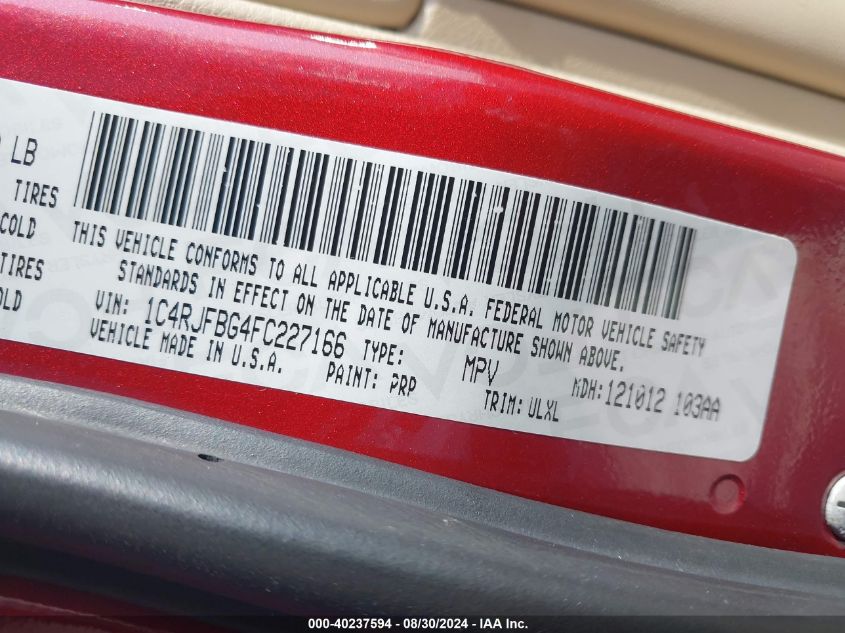 LB
TIRES
COLD
TIRES
OLD
THIS VEHICLE CONFORMS TO ALL APPLICABLE U.S.A. FEDERAL MOTOR VEHICLE SAFETY
STANDARDS IN EFFECT ON THE DATE OF MANUFACTURE SHOWN ABOVE.
VIN: 1C4RJFBG4FC227166 TYPE: MPV MDH:121012 103AA
VEHICLE MADE IN U.S.A. PAINT: PRP TRIM: ULXL
000-40237594 - 08/30/2024 - IAA Inc.